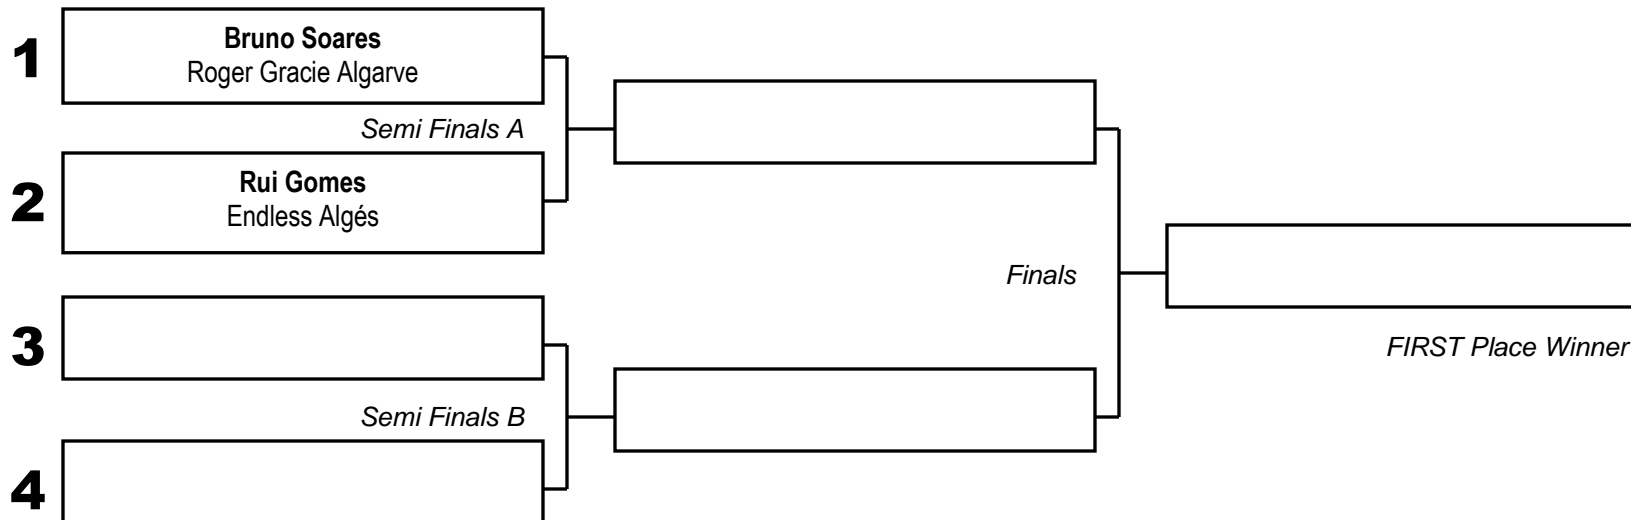 1
Bruno Soares
Roger Gracie Algarve
Semi Finals A
2
Rui Gomes
Endless Algés
Finals
FIRST Place Winner
3
Semi Finals B
4